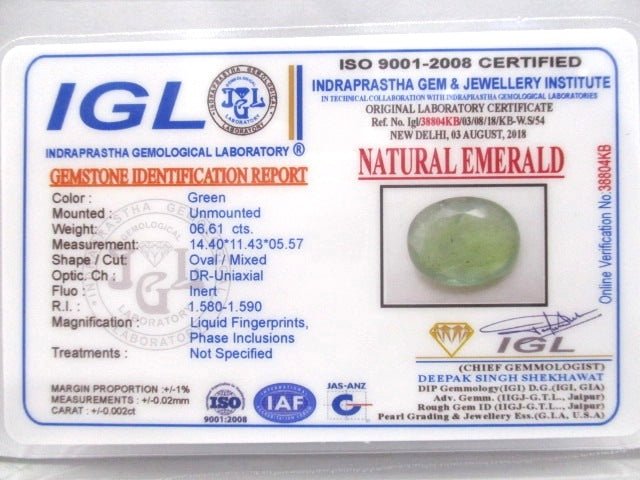 IGL
INDRAPRASTHA GEMOLOGICAL LABORATORY
INDRAPRASTHA GEMOLOGICAL LABORATORY ®
GEMSTONE IDENTIFICATION REPORT
Color : Green
Mounted : Unmounted
Weight: 06.61 cts.
Measurement: 14.40*11.43*05.57
Shape / Cut: Oval / Mixed
Optic. Ch : DR-Uniaxial
Fluo : Inert
R.I. : 1.580-1.590
Magnification : Liquid Fingerprints,
Phase Inclusions
Treatments : Not Specified
MARGIN PROPORTION :+/-1%
MEASUREMENTS : +/-0.02mm
CARAT : +/-0.002ct
ISO
9001:2008
IAF
JAS-ANZ
ISO 9001-2008 CERTIFIED
INDRAPRASTHA GEM & JEWELLERY INSTITUTE
IN TECHNICAL COLLABORATION WITH INDRAPRASTHA GEMOLOGICAL LABORATORIES
ORIGINAL LABORATORY CERTIFICATE
Ref. No. Igl/38804KB/03/08/18/KB-W.S/54
NEW DELHI, 03 AUGUST, 2018
NATURAL EMERALD
Online Verification No.38804KB
IGL
(CHIEF GEMMOLOGIST)
DEEPAK SINGH SHEKHAWAT
DIP Gemmology(IGI) D.G.(IGI, GIA)
Adv. Gemm. (IIGJ-G.T.L., Jaipur)
Rough Gem ID (IIGJ-G.T.L., Jaipur)
Pearl Grading & Jewellery Ess.(G.I.A, U.S.A)